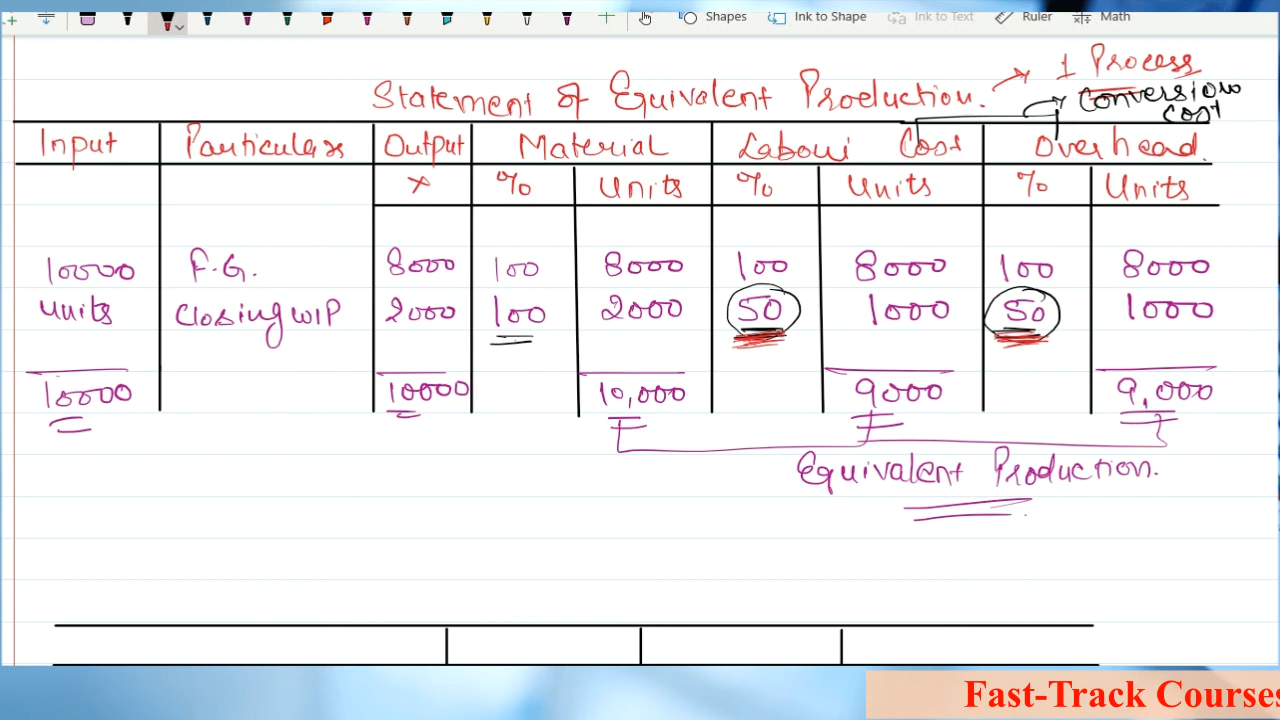 Shapes Ink to Shape Ink to Text Ruler Math
Statement of Equivalent Production. → 1 Process
Conversion
Cost
Input Particulars Output Material Labour Cost Overhead.
x % Units % Units % Units
10000 F.G. 8000 100 8000 100 8000 100 8000
units Closing WIP 2000 100 2000 50 1000 50 1000
10000 10000 10,000 9000 9,000
Equivalent Production.
Fast-Track Courses